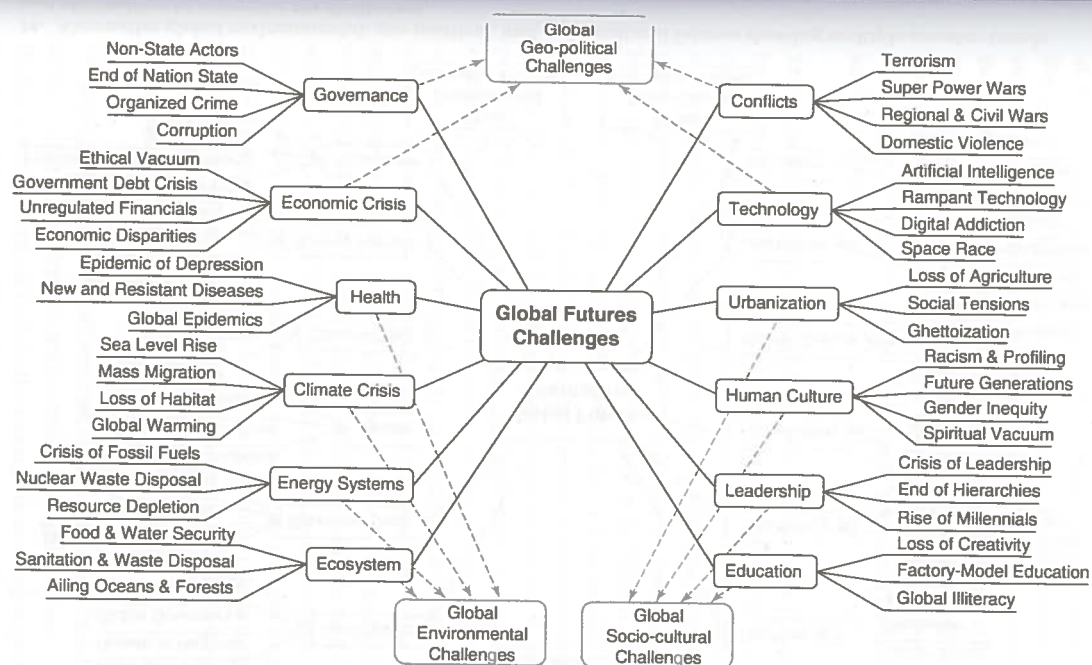 Global
Geo-political
Challenges
Non-State Actors
End of Nation State
Organized Crime
Corruption
Governance
Ethical Vacuum
Government Debt Crisis
Unregulated Financials
Economic Disparities
Economic Crisis
Epidemic of Depression
New and Resistant Diseases
Global Epidemics
Health
Sea Level Rise
Mass Migration
Loss of Habitat
Global Warming
Climate Crisis
Crisis of Fossil Fuels
Nuclear Waste Disposal
Resource Depletion
Energy Systems
Food & Water Security
Sanitation & Waste Disposal
Ailing Oceans & Forests
Ecosystem
Global Futures
Challenges
Conflicts
Terrorism
Super Power Wars
Regional & Civil Wars
Domestic Violence
Technology
Artificial Intelligence
Rampant Technology
Digital Addiction
Space Race
Urbanization
Loss of Agriculture
Social Tensions
Ghettoization
Human Culture
Racism & Profiling
Future Generations
Gender Inequity
Spiritual Vacuum
Leadership
Crisis of Leadership
End of Hierarchies
Rise of Millennials
Education
Loss of Creativity
Factory-Model Education
Global Illiteracy
Global
Environmental
Challenges
Global
Socio-cultural
Challenges